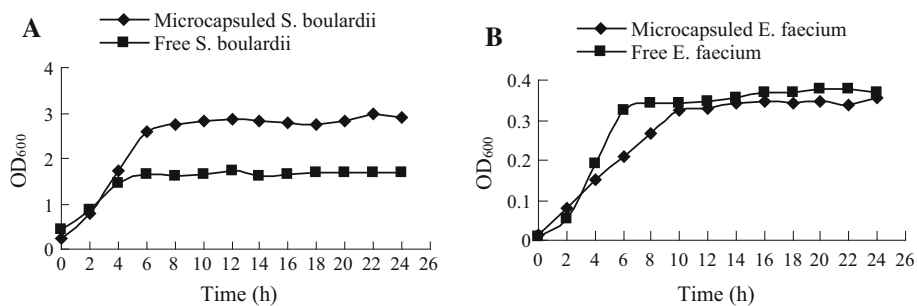 A
Microcapsuled S. boulardii
Free S. boulardii
4
3
2
1
0
OD600
0 2 4 6 8 10 12 14 16 18 20 22 24 26
Time (h)
B
Microcapsuled E. faecium
Free E. faecium
0.4
0.3
0.2
0.1
0
OD600
0 2 4 6 8 10 12 14 16 18 20 22 24 26
Time (h)